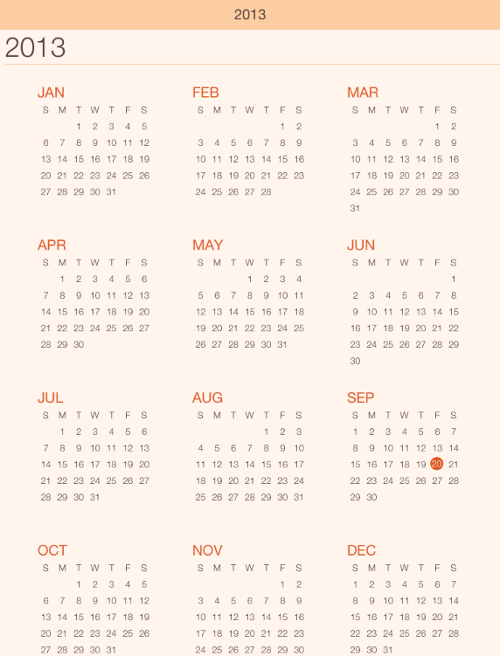 2013
2013
JAN FEB MAR
S M T W T F S S M T W T F S S M T W T F S
1 2 3 4 5 1 2 1 2
6 7 8 9 10 11 12 3 4 5 6 7 8 9 3 4 5 6 7 8 9
13 14 15 16 17 18 19 10 11 12 13 14 15 16 10 11 12 13 14 15 16
20 21 22 23 24 25 26 17 18 19 20 21 22 23 17 18 19 20 21 22 23
27 28 29 30 31 24 25 26 27 28 24 25 26 27 28 29 30
31
APR MAY JUN
S M T W T F S S M T W T F S S M T W T F S
1 2 3 4 5 6 1 2 3 4 1
7 8 9 10 11 12 13 5 6 7 8 9 10 11 2 3 4 5 6 7 8
14 15 16 17 18 19 20 12 13 14 15 16 17 18 9 10 11 12 13 14 15
21 22 23 24 25 26 27 19 20 21 22 23 24 25 16 17 18 19 20 21 22
28 29 30 26 27 28 29 30 31 23 24 25 26 27 28 29
30
JUL AUG SEP
S M T W T F S S M T W T F S S M T W T F S
1 2 3 4 5 6 1 2 3 1 2 3 4 5 6 7
7 8 9 10 11 12 13 4 5 6 7 8 9 10 8 9 10 11 12 13 14
14 15 16 17 18 19 20 11 12 13 14 15 16 17 15 16 17 18 19 20 21
21 22 23 24 25 26 27 18 19 20 21 22 23 24 22 23 24 25 26 27 28
28 29 30 31 25 26 27 28 29 30 31 29 30
OCT NOV DEC
S M T W T F S S M T W T F S S M T W T F S
1 2 3 4 5 1 2 1 2 3 4 5 6 7
6 7 8 9 10 11 12 3 4 5 6 7 8 9 8 9 10 11 12 13 14
13 14 15 16 17 18 19 10 11 12 13 14 15 16 15 16 17 18 19 20 21
20 21 22 23 24 25 26 17 18 19 20 21 22 23 22 23 24 25 26 27 28
27 28 29 30 31 24 25 26 27 28 29 30 29 30 31